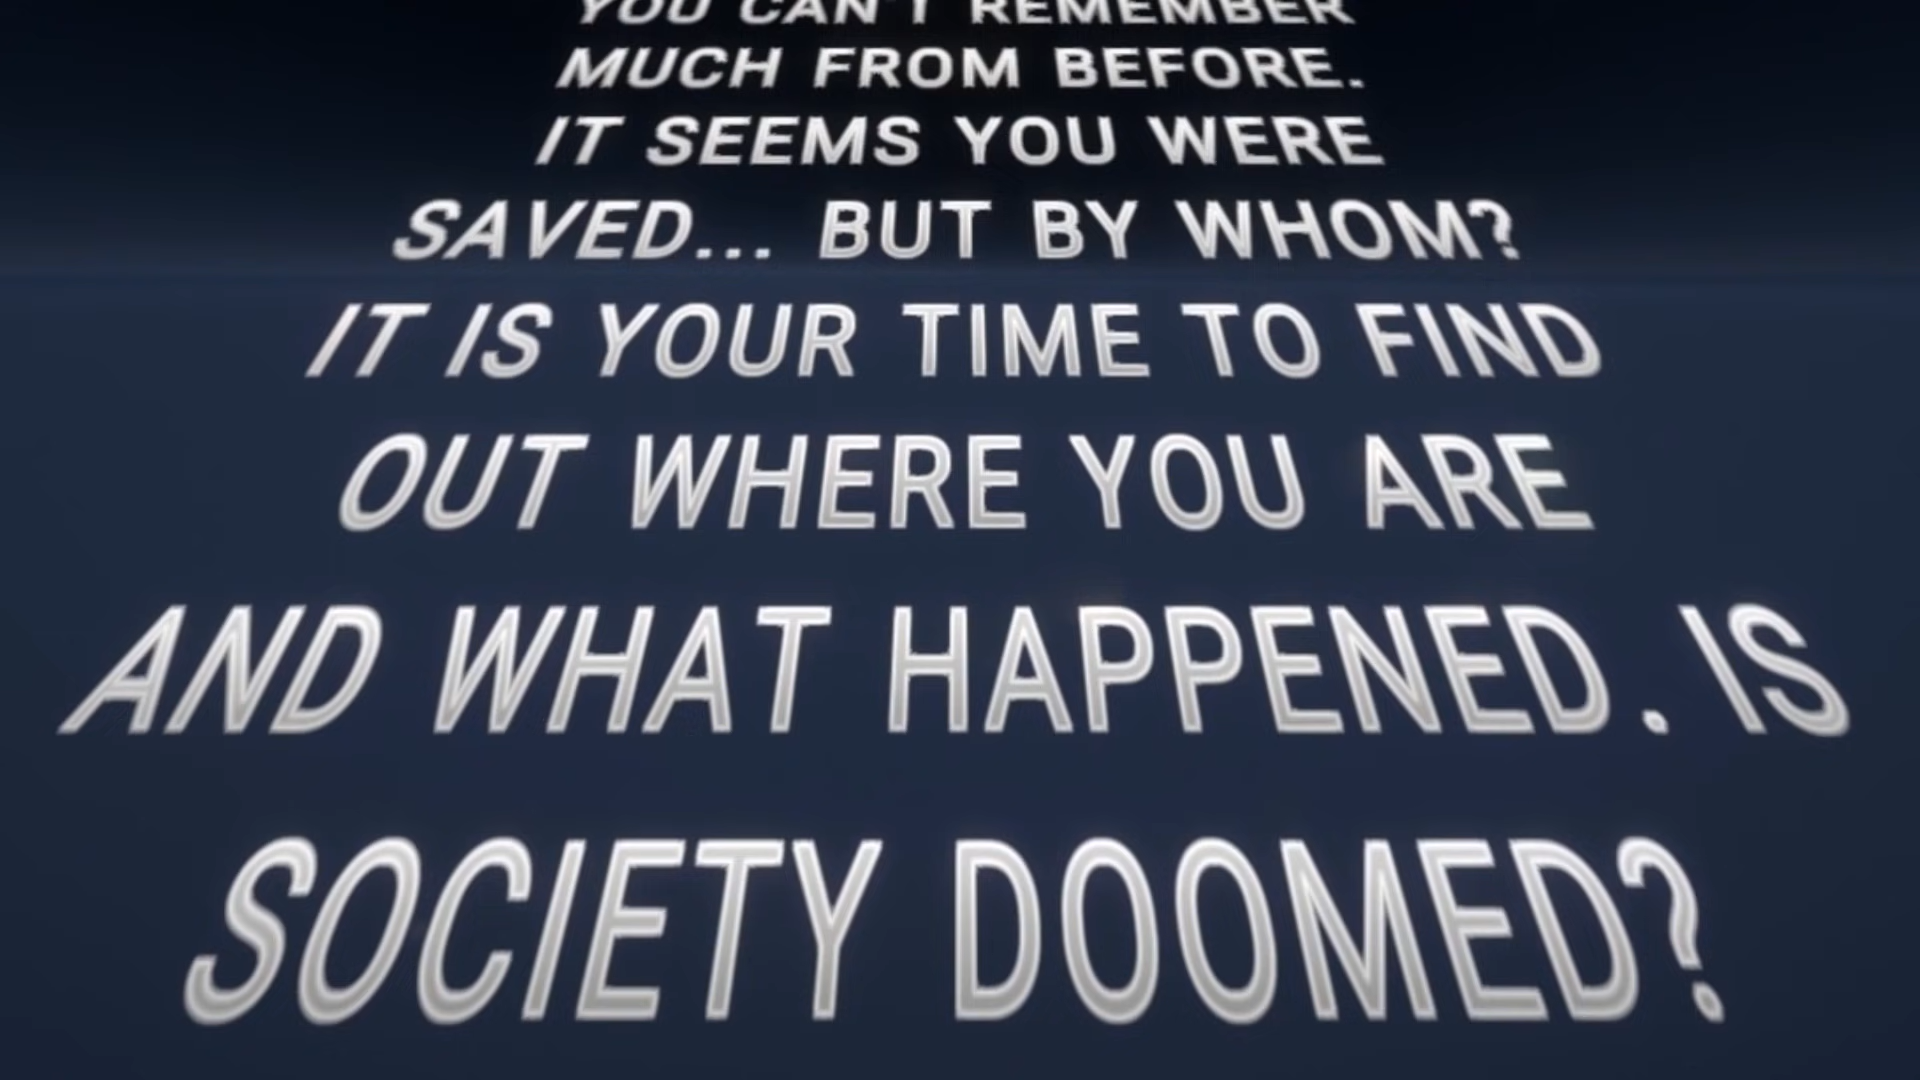 YOU CAN'T REMEMBER
MUCH FROM BEFORE.
IT SEEMS YOU WERE
SAVED... BUT BY WHOM?
IT IS YOUR TIME TO FIND
OUT WHERE YOU ARE
AND WHAT HAPPENED. IS
SOCIETY DOOMED?